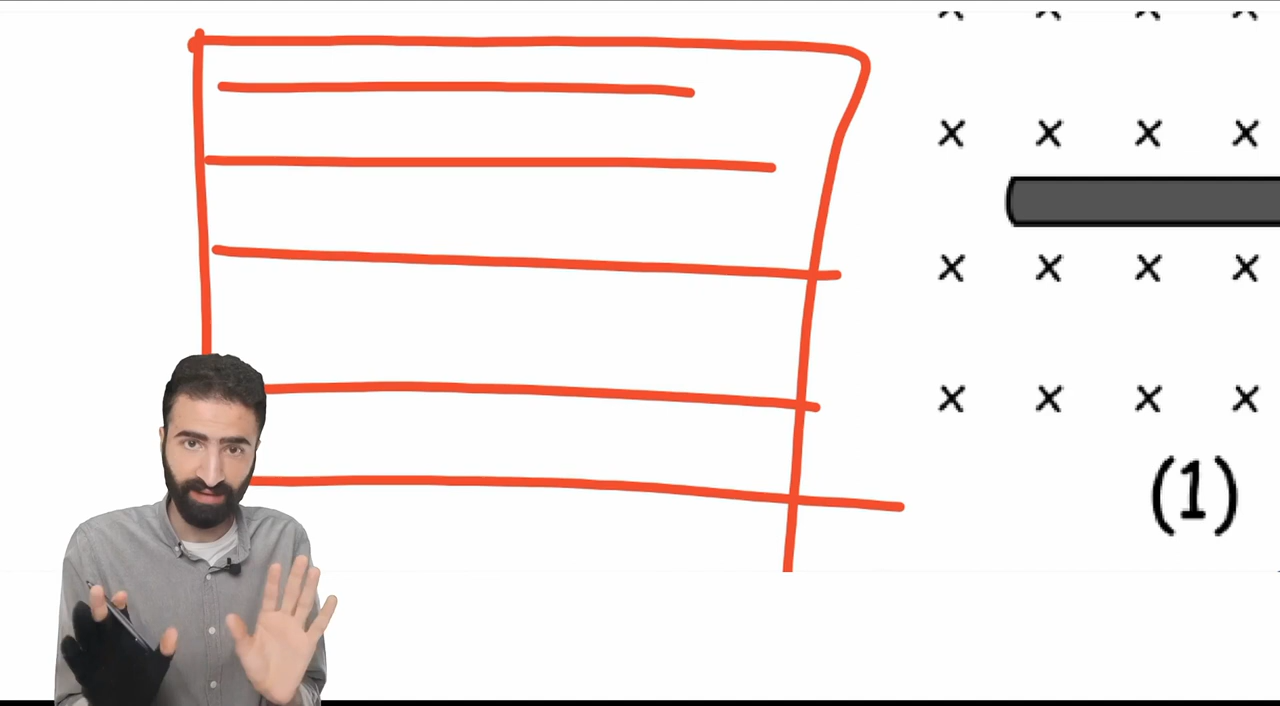 × × × ×
× × × ×
× × × ×
(1)